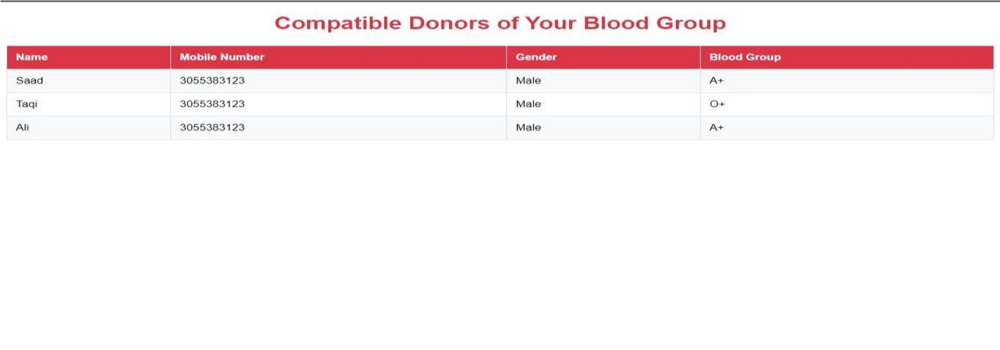 Compatible Donors of Your Blood Group
Name Mobile Number Gender Blood Group
Saad 3055383123 Male A+
Taqi 3055383123 Male O+
Ali 3055383123 Male A+